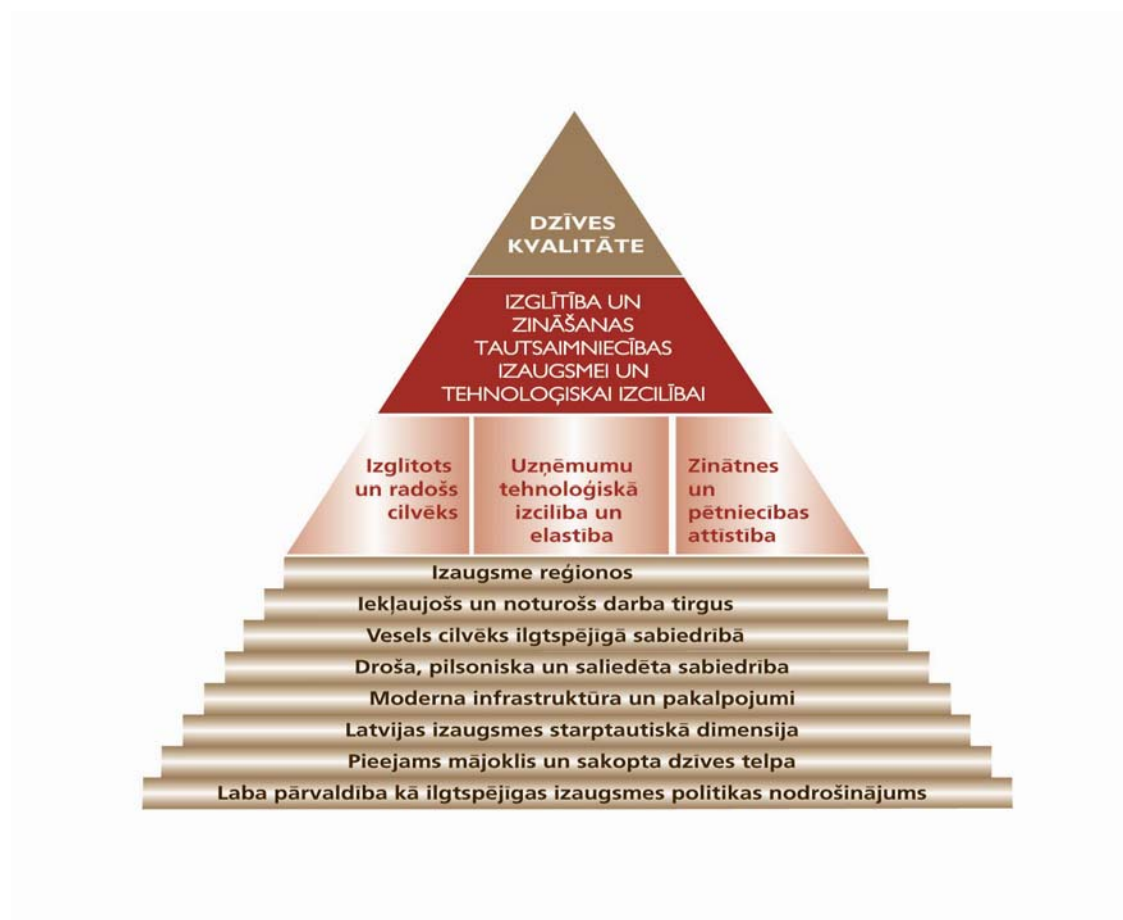 DZĪVES
KVALITĀTE
IZGLĪTĪBA UN
ZINĀŠANAS
TAUTSAIMNIECĪBAS
IZAUGSMEI UN
TEHNOLOĢISKAI IZCILĪBAI
Izglītots
un radošs
cilvēks
Uzņēmumu
tehnoloģiskā
izcilība un
elastība
Zinātnes
un
pētniecības
attīstība
Izaugsme reģionos
Iekļaujošs un noturošs darba tirgus
Vesels cilvēks ilgtspējīgā sabiedrībā
Droša, pilsoniska un saliedēta sabiedrība
Moderna infrastruktūra un pakalpojumi
Latvijas izaugsmes starptautiskā dimensija
Pieejams mājoklis un sakopta dzīves telpa
Laba pārvaldība kā ilgtspējīgas izaugsmes politikas nodrošinājums